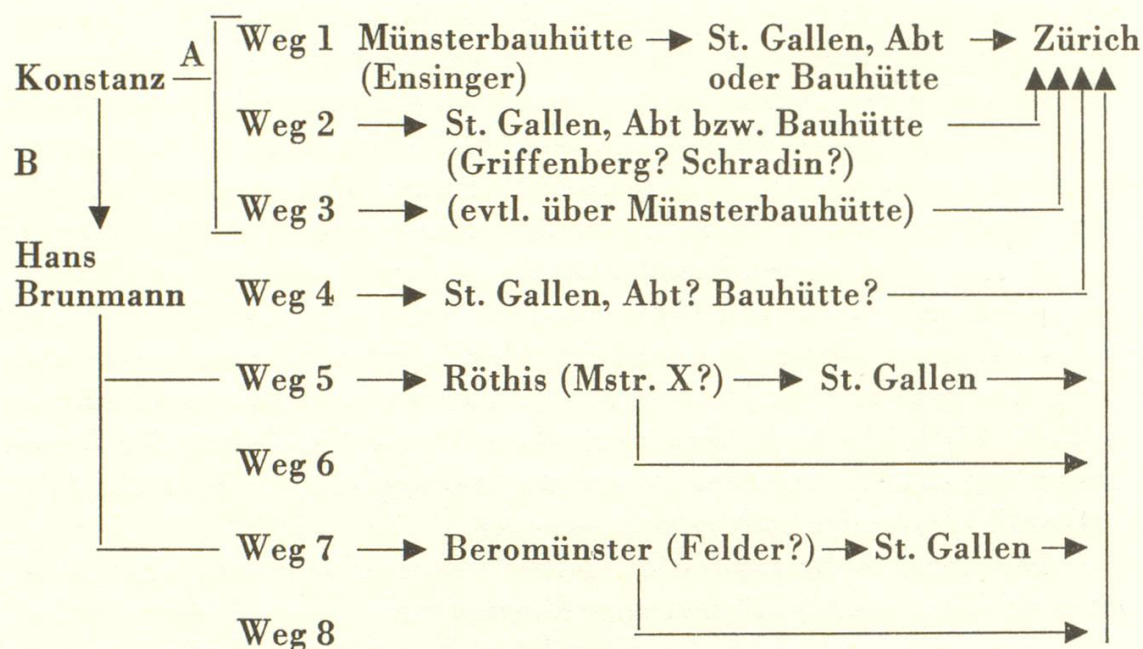 A Weg 1 Münsterbauhütte St. Gallen, Abt Zürich
Konstanz (Ensinger) oder Bauhütte
Weg 2 St. Gallen, Abt bzw. Bauhütte
B (Griffenberg? Schradin?)
Weg 3 (evtl. über Münsterbauhütte)
Hans
Brunmann Weg 4 St. Gallen, Abt? Bauhütte?
Weg 5 Röthis (Mstr. X?) St. Gallen
Weg 6
Weg 7 Beromünster (Felder?) St. Gallen
Weg 8